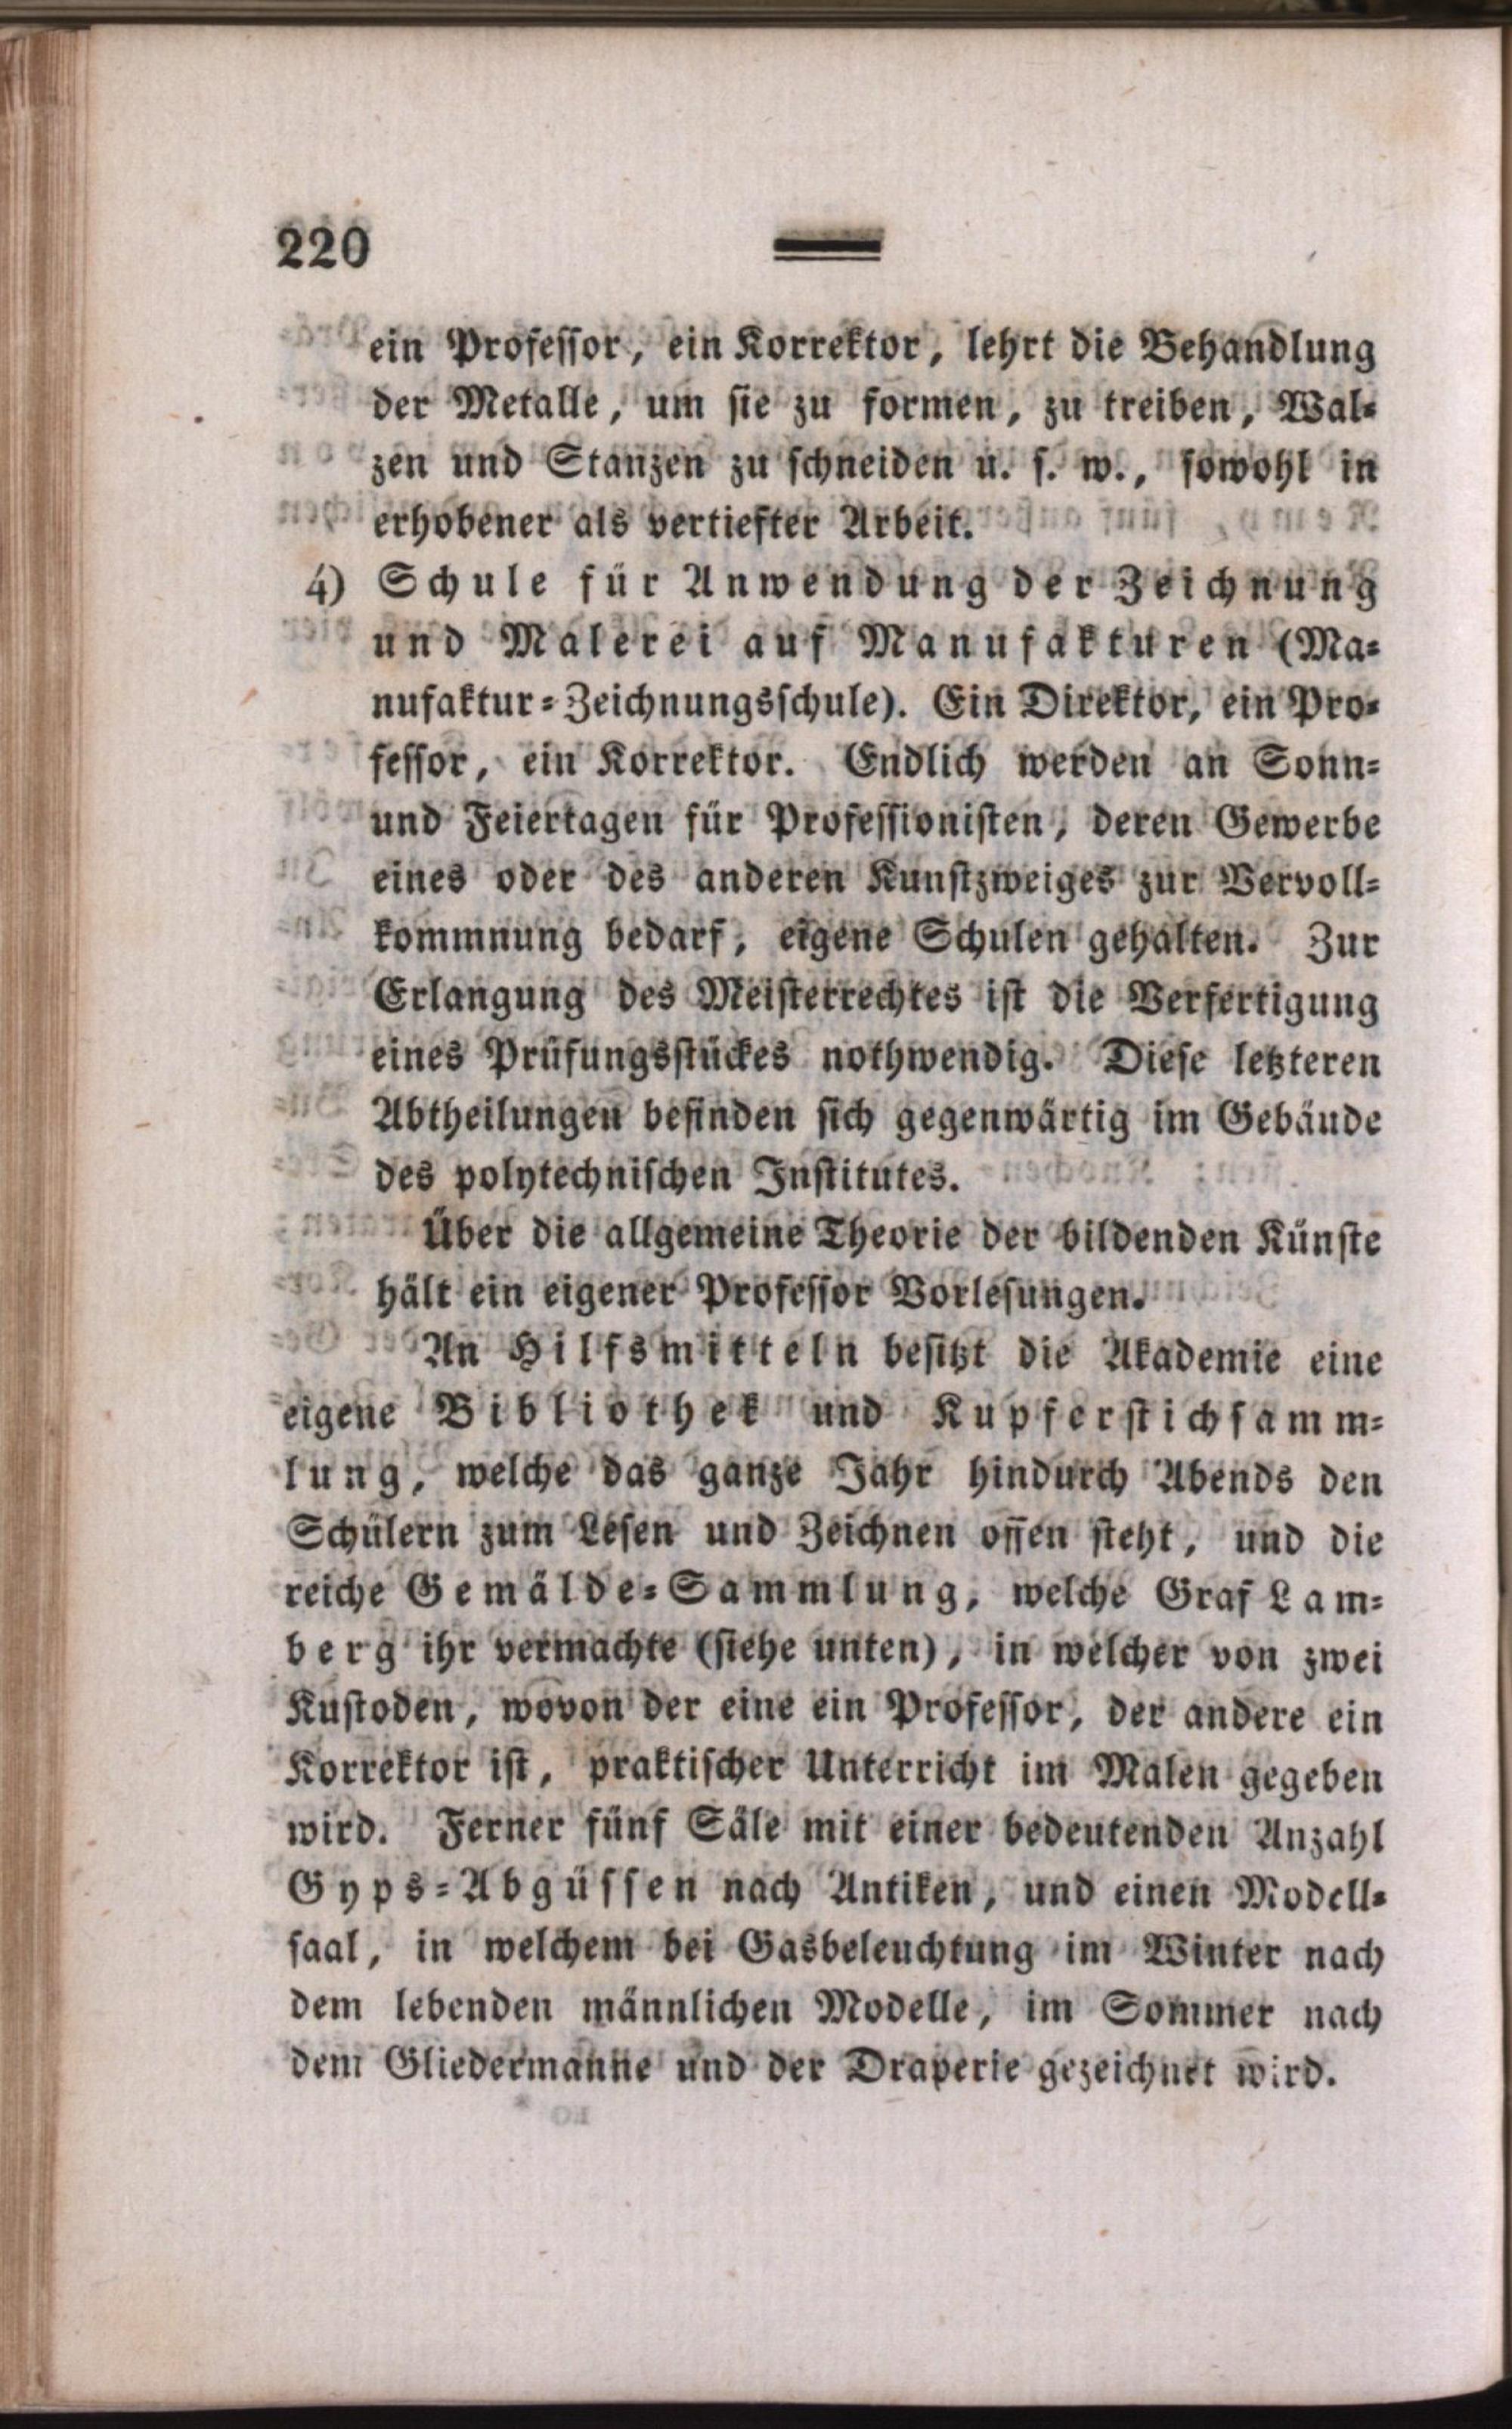 220
ein Professor, ein Korrektor, lehrt die Behandlung
der Metalle, um sie zu formen, zu treiben, Wal-
zen und Stanzen zu schneiden u. s. w., sowohl in
erhobener als vertiefter Arbeit.
4) Schule für Anwendung der Zeichnung
und Malerei auf Manufakturen (Ma-
nufaktur-Zeichnungsschule). Ein Direktor, ein Pro-
fessor, ein Korrektor. Endlich werden an Sonn-
und Feiertagen für Professionisten, deren Gewerbe
eines oder des anderen Kunstzweiges zur Vervoll-
kommnung bedarf, eigene Schulen gehalten. Zur
Erlangung des Meisterrechtes ist die Verfertigung
eines Prüfungsstückes nothwendig. Diese letzteren
Abtheilungen befinden sich gegenwärtig im Gebäude
des polytechnischen Institutes.
Über die allgemeine Theorie der bildenden Künste
hält ein eigener Professor Vorlesungen.
An Hilfsmitteln besitzt die Akademie eine
eigene Bibliothek und Kupferstichsamm-
lung, welche das ganze Jahr hindurch Abends den
Schülern zum Lesen und Zeichnen offen steht, und die
reiche Gemälde-Sammlung, welche Graf Lam-
berg ihr vermachte (siehe unten), in welcher von zwei
Kustoden, wovon der eine ein Professor, der andere ein
Korrektor ist, praktischer Unterricht im Malen gegeben
wird. Ferner fünf Säle mit einer bedeutenden Anzahl
Gyps-Abgüssen nach Antiken, und einen Modell-
saal, in welchem bei Gasbeleuchtung im Winter nach
dem lebenden männlichen Modelle, im Sommer nach
dem Gliedermanne und der Draperie gezeichnet wird.